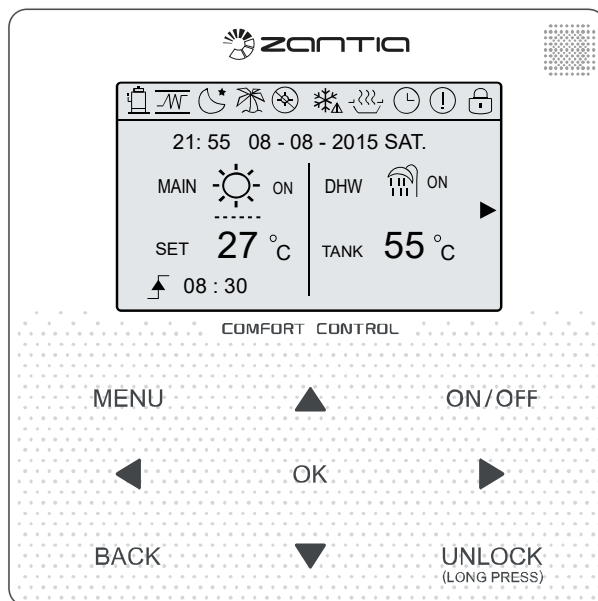 zantia
21: 55 08 - 08 - 2015 SAT.
MAIN ON DHW ON
SET 27 °C TANK 55 °C
08 : 30
COMFORT CONTROL
MENU ON/OFF
OK
BACK UNLOCK
(LONG PRESS)